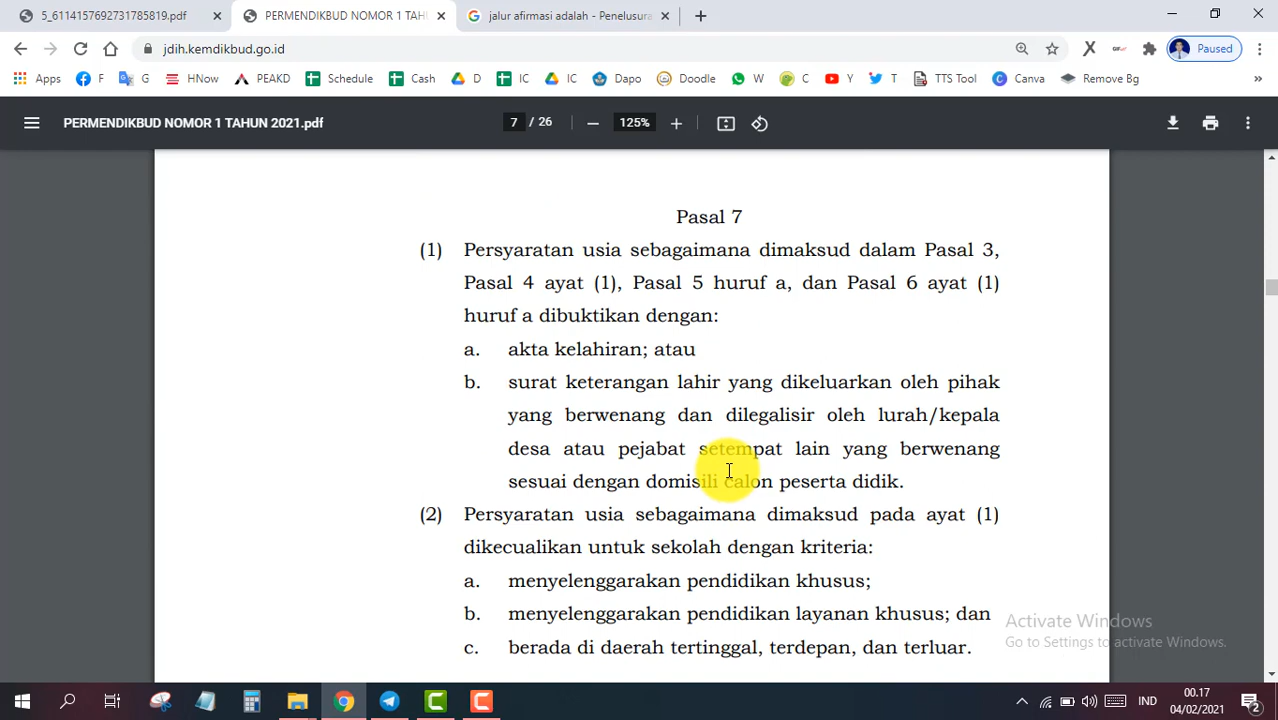 5_6114157692731785819.pdf
PERMENDIKBUD NOMOR 1 TAHU
jalur afirmasi adalah - Penelusura
jdih.kemdikbud.go.id
Paused
Apps F G HNow PEAKD Schedule Cash D IC IC Dapo Doodle W C Y T TTS Tool Canva Remove Bg
PERMENDIKBUD NOMOR 1 TAHUN 2021.pdf
7 / 26
125%
Pasal 7
(1) Persyaratan usia sebagaimana dimaksud dalam Pasal 3,
Pasal 4 ayat (1), Pasal 5 huruf a, dan Pasal 6 ayat (1)
huruf a dibuktikan dengan:
a. akta kelahiran; atau
b. surat keterangan lahir yang dikeluarkan oleh pihak
yang berwenang dan dilegalisir oleh lurah/kepala
desa atau pejabat setempat lain yang berwenang
sesuai dengan domisili calon peserta didik.
(2) Persyaratan usia sebagaimana dimaksud pada ayat (1)
dikecualikan untuk sekolah dengan kriteria:
a. menyelenggarakan pendidikan khusus;
b. menyelenggarakan pendidikan layanan khusus; dan
c. berada di daerah tertinggal, terdepan, dan terluar.
Activate Windows
Go to Settings to activate Windows.
IND
00.17
04/02/2021
2